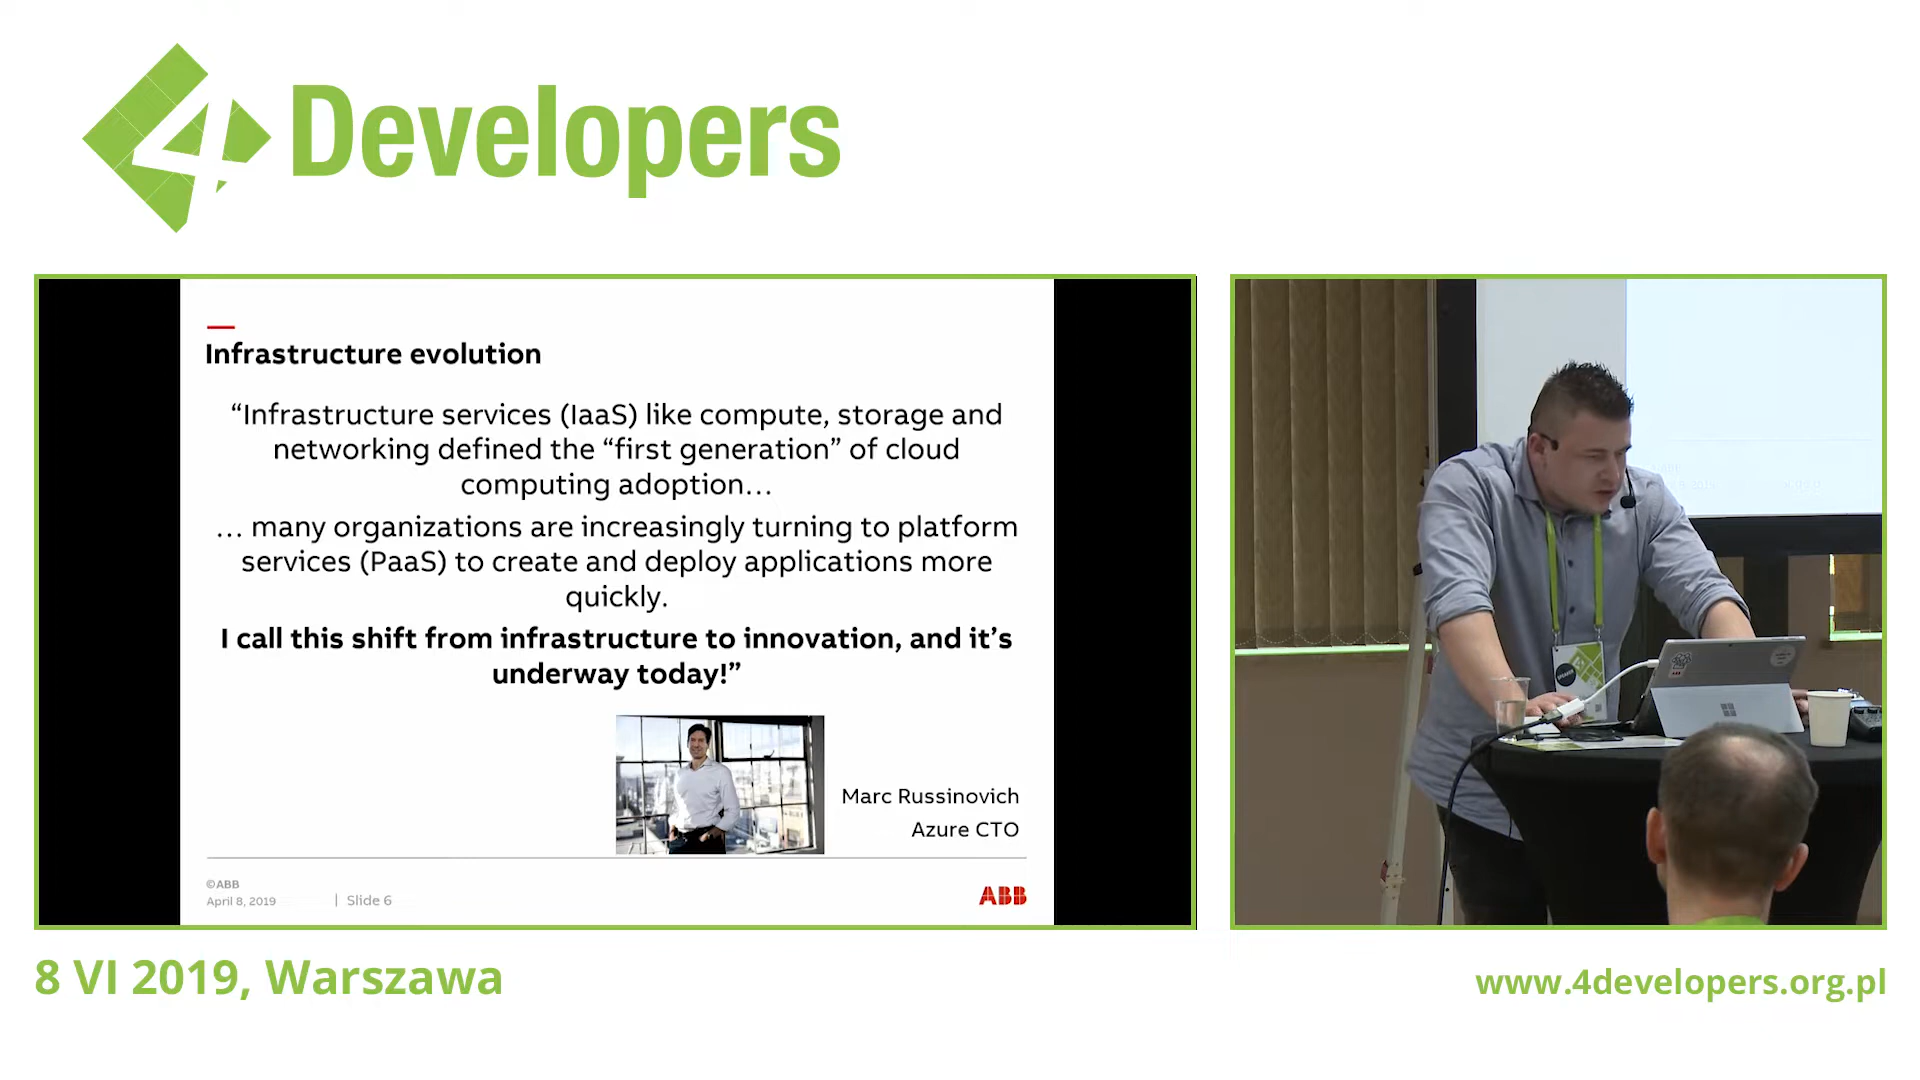 4Developers
Infrastructure evolution
“Infrastructure services (IaaS) like compute, storage and
networking defined the “first generation” of cloud
computing adoption...
... many organizations are increasingly turning to platform
services (PaaS) to create and deploy applications more
quickly.
I call this shift from infrastructure to innovation, and it’s
underway today!”
Marc Russinovich
Azure CTO
©ABB
April 8, 2019 | Slide 6
ABB
SPEAKER
8 VI 2019, Warszawa
www.4developers.org.pl